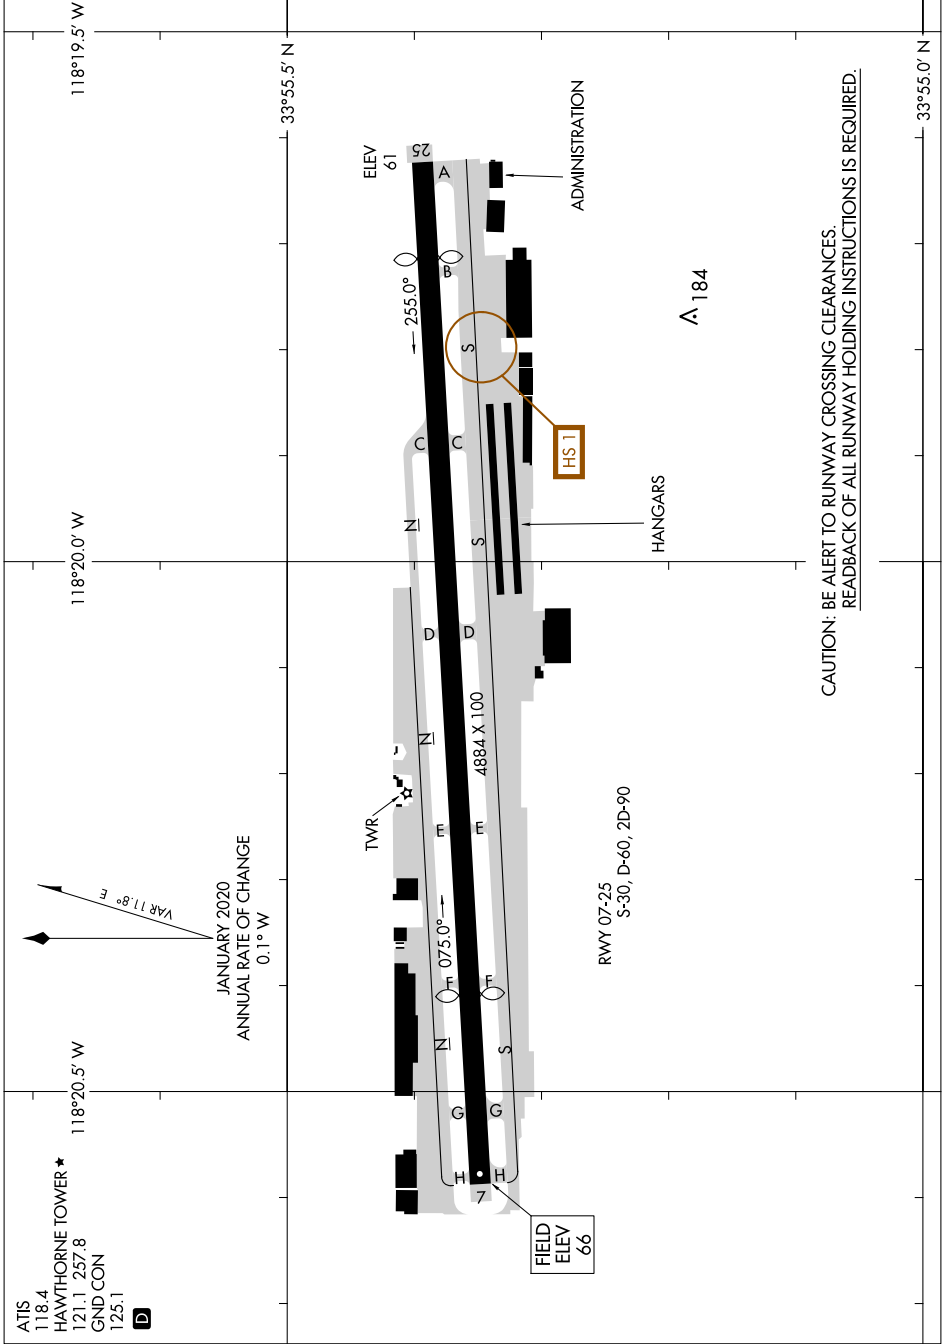 ATIS
118.4
HAWTHORNE TOWER ★
121.1 257.8
GND CON
125.1
D
118°20.5' W
118°20.0' W
118°19.5' W
33°55.5' N
33°55.0' N
VAR 11.8° E
JANUARY 2020
ANNUAL RATE OF CHANGE
0.1° W
TWR
ELEV
61
25
A
B
255.0°
S
C
C
HS 1
N
S
D
D
N
4884 X 100
E
E
075.0°
F
F
N
S
G
G
H
H
7
FIELD
ELEV
66
ADMINISTRATION
184
HANGARS
RWY 07-25
S-30, D-60, 2D-90
CAUTION: BE ALERT TO RUNWAY CROSSING CLEARANCES.
READBACK OF ALL RUNWAY HOLDING INSTRUCTIONS IS REQUIRED.